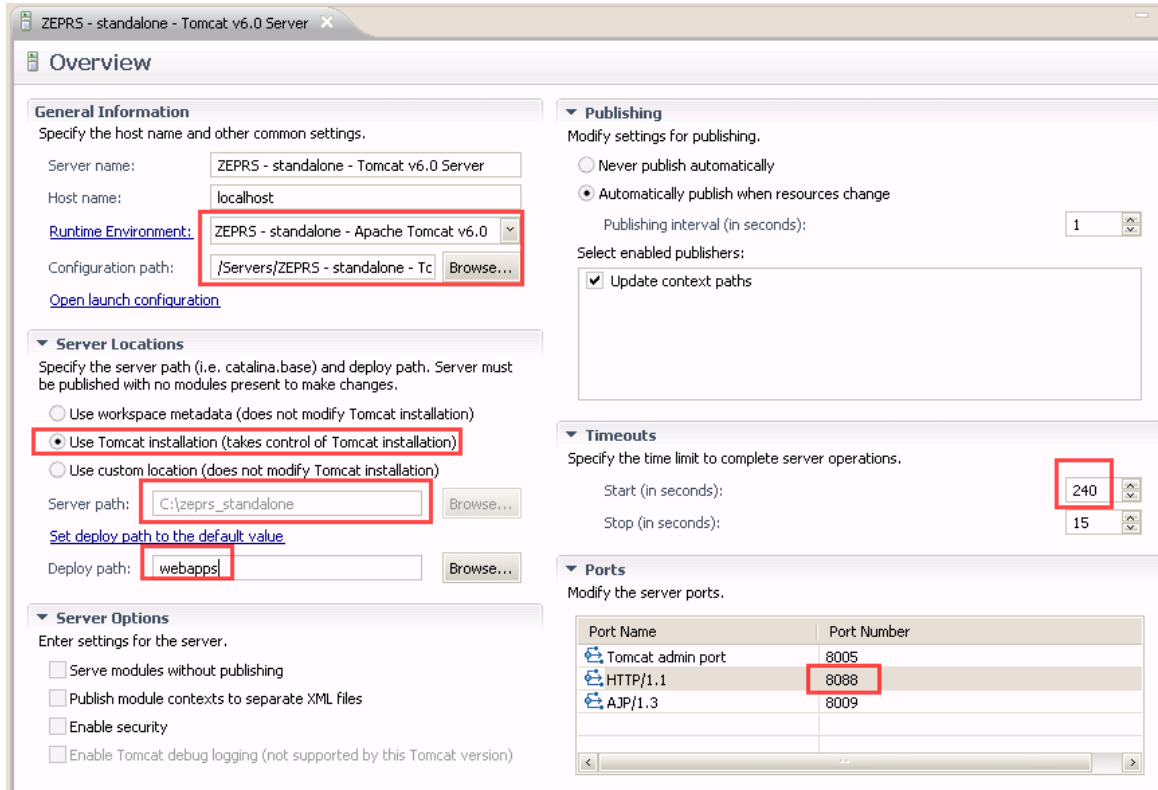 ZEPRS - standalone - Tomcat v6.0 Server
Overview
General Information
Specify the host name and other common settings.
Server name: ZEPRS - standalone - Tomcat v6.0 Server
Host name: localhost
Runtime Environment: ZEPRS - standalone - Apache Tomcat v6.0
Configuration path: /Servers/ZEPRS - standalone - Tc Browse...
Open launch configuration
Server Locations
Specify the server path (i.e. catalina.base) and deploy path. Server must
be published with no modules present to make changes.
Use workspace metadata (does not modify Tomcat installation)
Use Tomcat installation (takes control of Tomcat installation)
Use custom location (does not modify Tomcat installation)
Server path: C:\zeprs_standalone Browse...
Set deploy path to the default value
Deploy path: webapps Browse...
Server Options
Enter settings for the server.
Serve modules without publishing
Publish module contexts to separate XML files
Enable security
Enable Tomcat debug logging (not supported by this Tomcat version)
Publishing
Modify settings for publishing.
Never publish automatically
Automatically publish when resources change
Publishing interval (in seconds): 1
Select enabled publishers:
Update context paths
Timeouts
Specify the time limit to complete server operations.
Start (in seconds): 240
Stop (in seconds): 15
Ports
Modify the server ports.
Port Name Port Number
Tomcat admin port 8005
HTTP/1.1 8088
AJP/1.3 8009